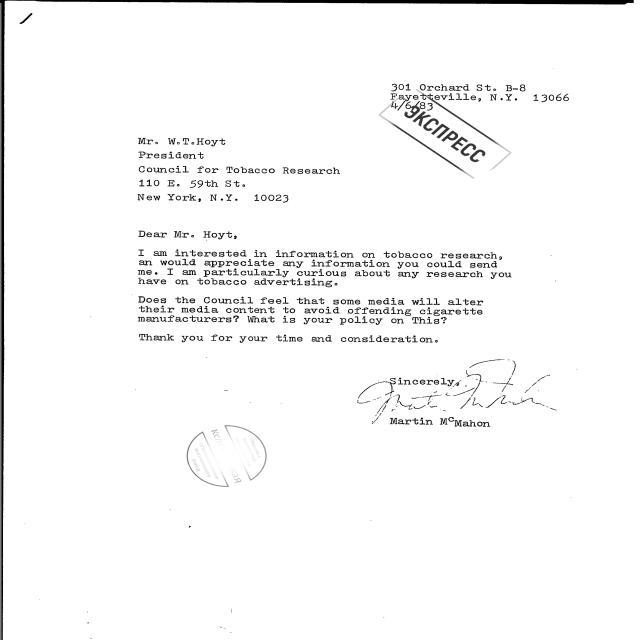 301 Orchard St. B-8
Fayetteville, N.Y. 13066
4/6/83
ЭКСПРЕСС
Mr. W.T.Hoyt
President
Council for Tobacco Research
110 E. 59th St.
New York, N.Y. 10023
Dear Mr. Hoyt,
I am interested in information on tobacco research,
an would appreciate any information you could send
me. I am particularly curious about any research you
have on tobacco advertising.
Does the Council feel that some media will alter
their media content to avoid offending cigarette
manufacturers? What is your policy on This?
Thank you for your time and consideration.
Sincerely,
Martin McMahon